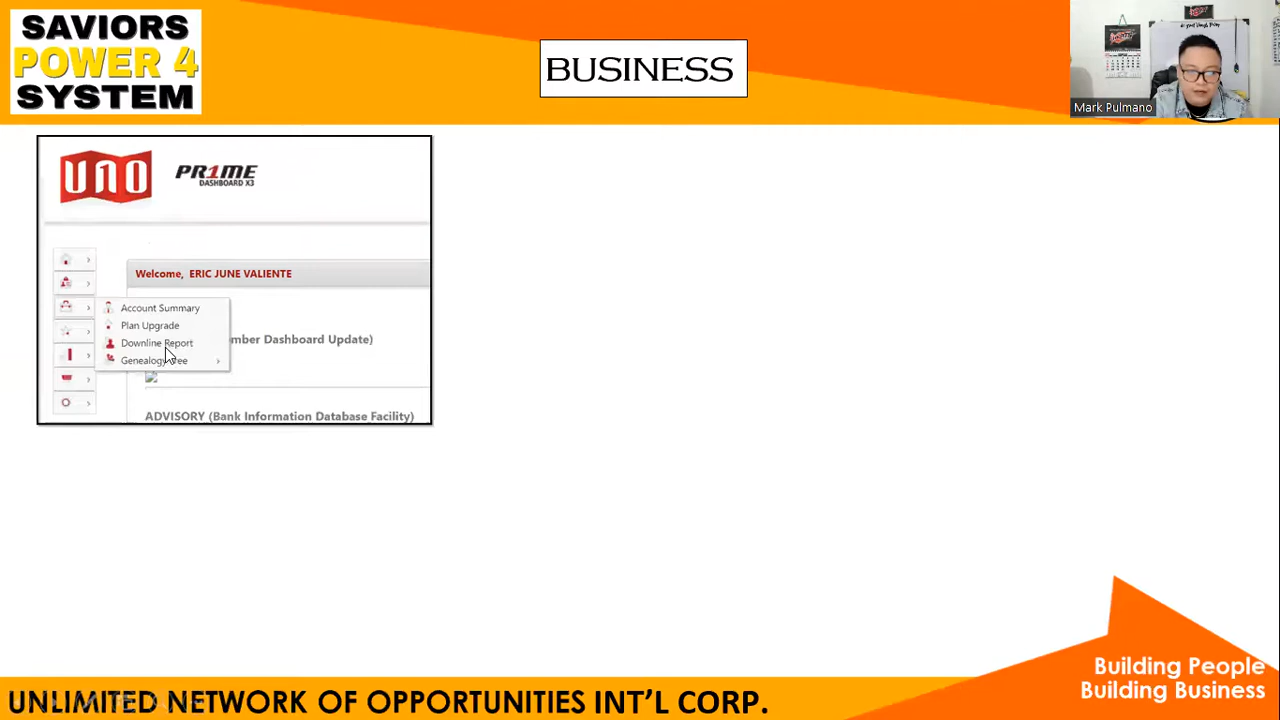 SAVIORS
POWER 4
SYSTEM
BUSINESS
Mark Pulmano
UNO
PR1ME
DASHBOARD X3
Welcome, ERIC JUNE VALIENTE
Account Summary
Plan Upgrade
Downline Report
Genealogy Tree
mber Dashboard Update)
ADVISORY (Bank Information Database Facility)
Building People
Building Business
UNLIMITED NETWORK OF OPPORTUNITIES INT'L CORP.